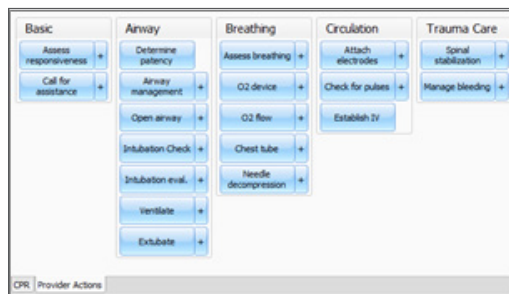 Basic
Assess
responsiveness +
Call for
assistance +
Airway
Determine
patency
Airway
management +
Open airway +
Intubation Check +
Intubation eval. +
Ventilate +
Extubate +
Breathing
Assess breathing +
O2 device +
O2 flow +
Chest tube +
Needle
decompression +
Circulation
Attach
electrodes +
Check for pulses +
Establish IV
Trauma Care
Spinal
stabilization +
Manage bleeding +
CPR Provider Actions